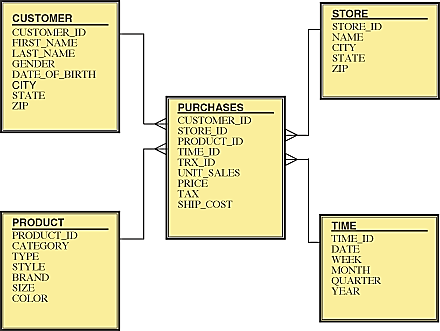 CUSTOMER
CUSTOMER_ID
FIRST_NAME
LAST_NAME
GENDER
DATE_OF_BIRTH
CITY
STATE
ZIP
STORE
STORE_ID
NAME
CITY
STATE
ZIP
PURCHASES
CUSTOMER_ID
STORE_ID
PRODUCT_ID
TIME_ID
TRX_ID
UNIT_SALES
PRICE
TAX
SHIP_COST
PRODUCT
PRODUCT_ID
CATEGORY
TYPE
STYLE
BRAND
SIZE
COLOR
TIME
TIME_ID
DATE
WEEK
MONTH
QUARTER
YEAR